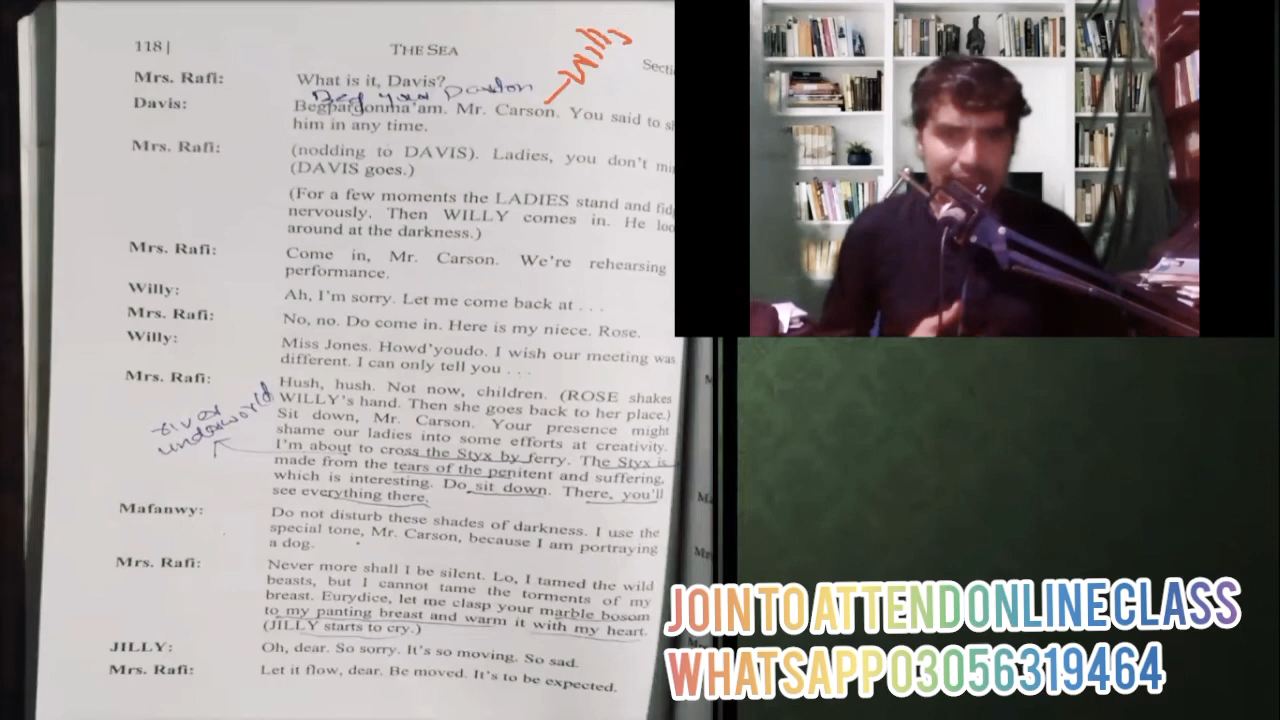 118| THE SEA Willy
Secti
Mrs. Rafi: What is it, Davis?
Beg your Pardon
Davis: Begpardonma'am. Mr. Carson. You said to sh
him in any time.
Mrs. Rafi: (nodding to DAVIS). Ladies, you don't min
(DAVIS goes.)
(For a few moments the LADIES stand and fidg
nervously. Then WILLY comes in. He loo
around at the darkness.)
Mrs. Rafi: Come in, Mr. Carson. We're rehearsing
performance.
Willy: Ah, I'm sorry. Let me come back at . . .
Mrs. Rafi: No, no. Do come in. Here is my niece. Rose.
Willy: Miss Jones. Howd'youdo. I wish our meeting was
different. I can only tell you . . .
Mrs. Rafi: Hush, hush. Not now, children. (ROSE shakes
WILLY's hand. Then she goes back to her place.)
Sit down, Mr. Carson. Your presence might
shame our ladies into some efforts at creativity.
I'm about to cross the Styx by ferry. The Styx is
made from the tears of the penitent and suffering,
which is interesting. Do sit down. There, you'll
see everything there.
river
underworld
Mafanwy: Do not disturb these shades of darkness. I use the
special tone, Mr. Carson, because I am portraying
a dog.
Mrs. Rafi: Never more shall I be silent. Lo, I tamed the wild
beasts, but I cannot tame the torments of my
breast. Eurydice, let me clasp your marble bosom
to my panting breast and warm it with my heart.
(JILLY starts to cry.)
JILLY: Oh, dear. So sorry. It's so moving. So sad.
Mrs. Rafi: Let it flow, dear. Be moved. It's to be expected.
JOIN TO ATTEND ONLINE CLASS
WHATSAPP 03056319464